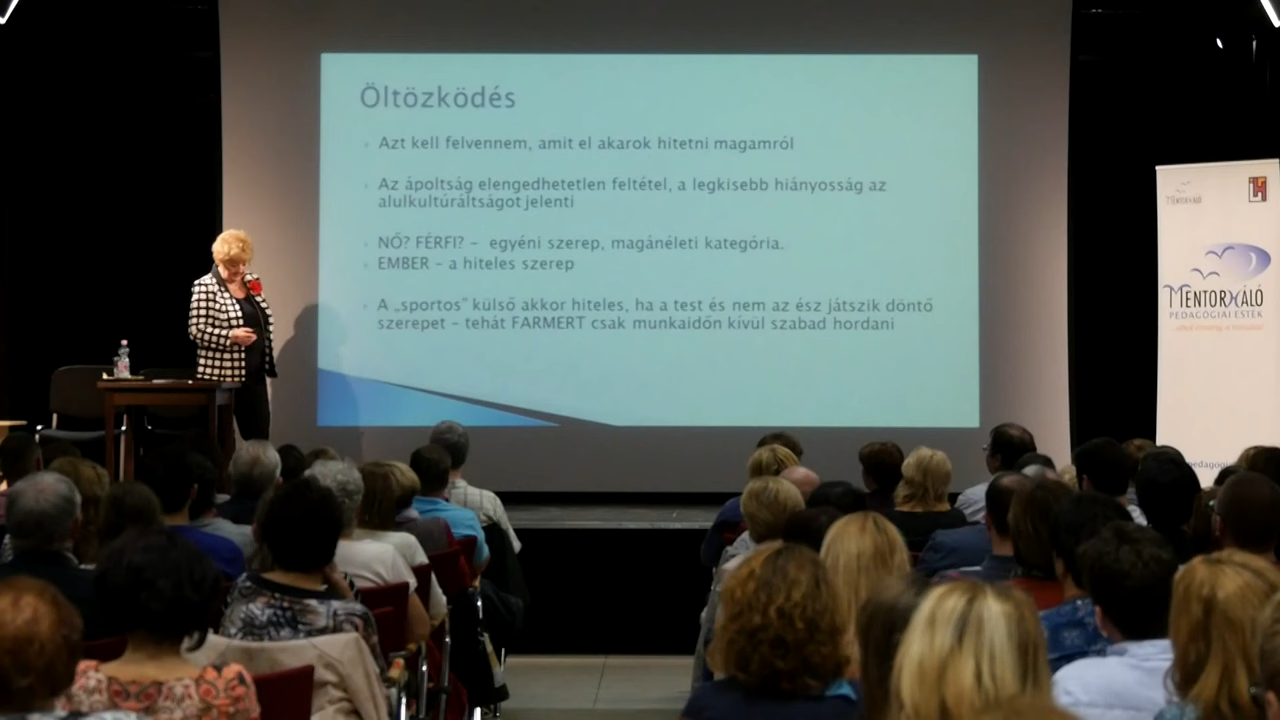 Öltözködés
Azt kell felvennem, amit el akarok hitetni magamról
Az ápoltság elengedhetetlen feltétel, a legkisebb hiányosság az
alulkultúráltságot jelenti
NŐ? FÉRFI? – egyéni szerep, magánéleti kategória.
EMBER – a hiteles szerep
A „sportos” külső akkor hiteles, ha a test és nem az ész játszik döntő
szerepet – tehát FARMERT csak munkaidőn kívül szabad hordani
MENTORHÁLÓ
MENTORHÁLÓ
PEDAGÓGIAI ESTÉK